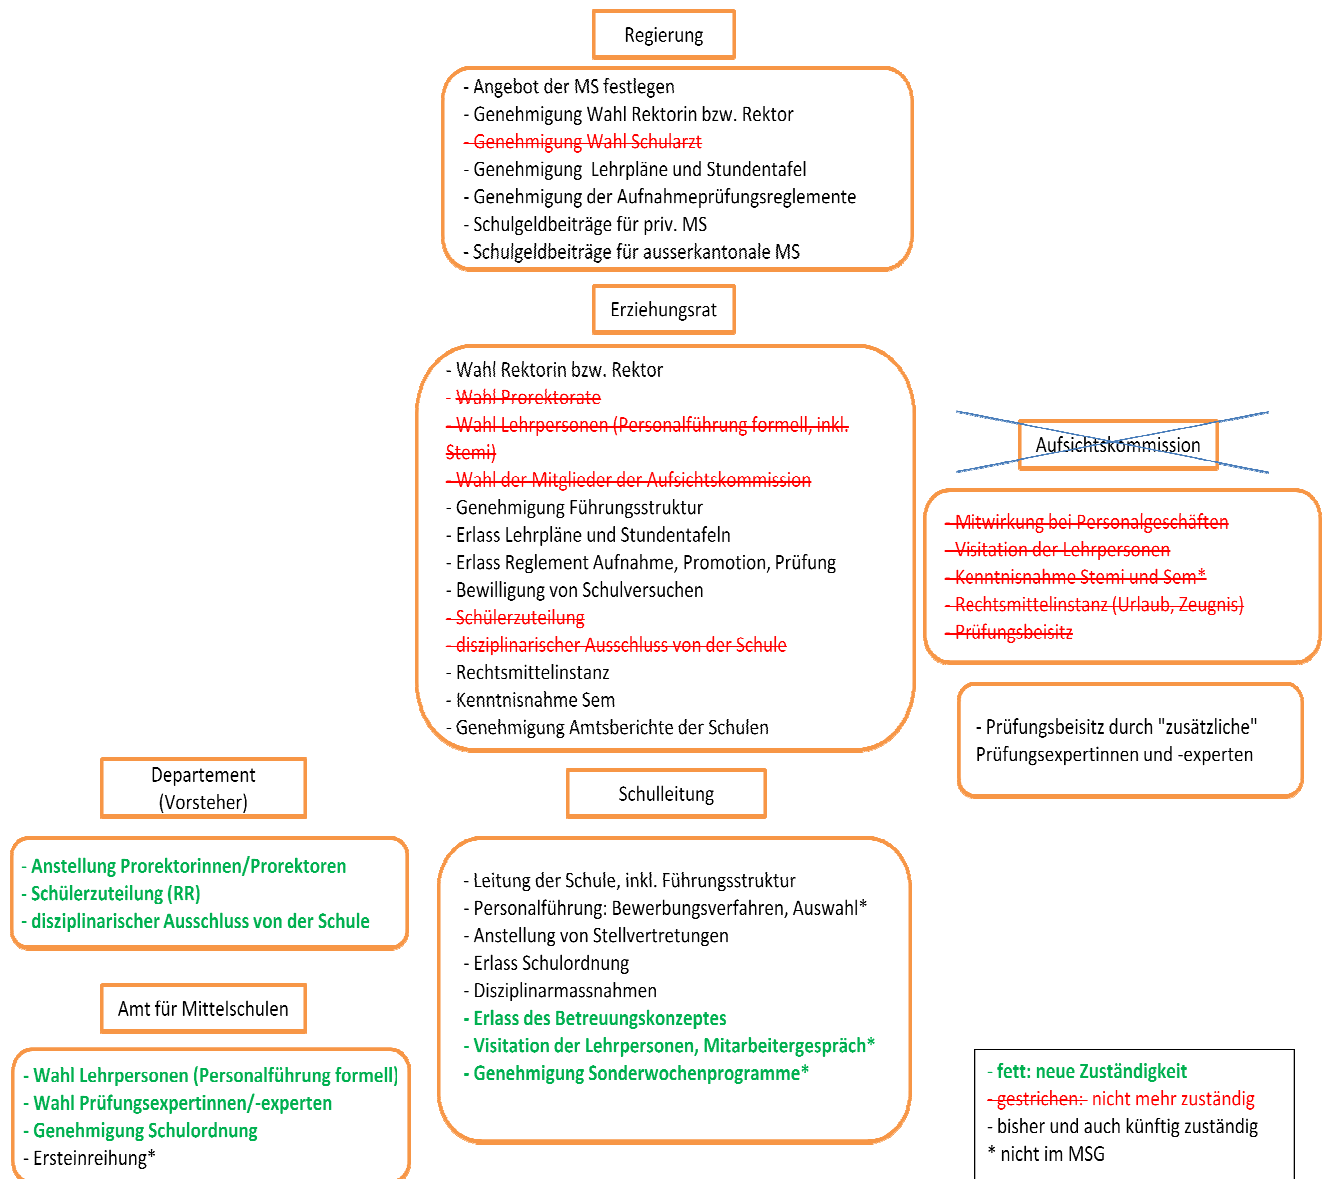 Regierung
- Angebot der MS festlegen
- Genehmigung Wahl Rektorin bzw. Rektor
- Genehmigung Wahl Schularzt
- Genehmigung Lehrpläne und Stundentafel
- Genehmigung der Aufnahmeprüfungsreglemente
- Schulgeldbeiträge für priv. MS
- Schulgeldbeiträge für ausserkantonale MS
Erziehungsrat
- Wahl Rektorin bzw. Rektor
- Wahl Prorektorate
- Wahl Lehrpersonen (Personalführung formell, inkl.
Stemi)
- Wahl der Mitglieder der Aufsichtskommission
- Genehmigung Führungsstruktur
- Erlass Lehrpläne und Stundentafeln
- Erlass Reglement Aufnahme, Promotion, Prüfung
- Bewilligung von Schulversuchen
- Schülerzuteilung
- disziplinarischer Ausschluss von der Schule
- Rechtsmittelinstanz
- Kenntnisnahme Sem
- Genehmigung Amtsberichte der Schulen
Aufsichtskommission
- Mitwirkung bei Personalgeschäften
- Visitation der Lehrpersonen
- Kenntnisnahme Stemi und Sem*
- Rechtsmittelinstanz (Urlaub, Zeugnis)
- Prüfungsbeisitz
- Prüfungsbeisitz durch "zusätzliche"
Prüfungsexpertinnen und -experten
Departement
(Vorsteher)
- Anstellung Prorektorinnen/Prorektoren
- Schülerzuteilung (RR)
- disziplinarischer Ausschluss von der Schule
Schulleitung
- Leitung der Schule, inkl. Führungsstruktur
- Personalführung: Bewerbungsverfahren, Auswahl*
- Anstellung von Stellvertretungen
- Erlass Schulordnung
- Disziplinarmassnahmen
- Erlass des Betreuungskonzeptes
- Visitation der Lehrpersonen, Mitarbeitergespräch*
- Genehmigung Sonderwochenprogramme*
Amt für Mittelschulen
- Wahl Lehrpersonen (Personalführung formell)
- Wahl Prüfungsexpertinnen/-experten
- Genehmigung Schulordnung
- Ersteinreihung*
- fett: neue Zuständigkeit
- gestrichen: nicht mehr zuständig
- bisher und auch künftig zuständig
* nicht im MSG